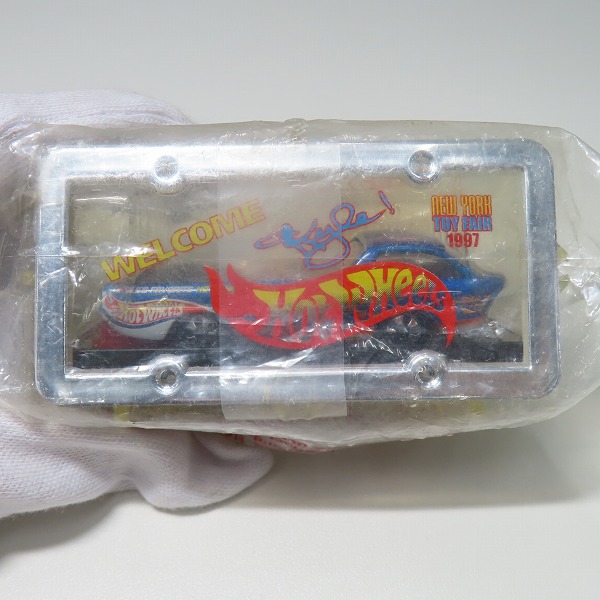 WELCOME
Kyle!
NEW YORK
TOY FAIR
1997
HOT WHEELS
HOT WHEELS